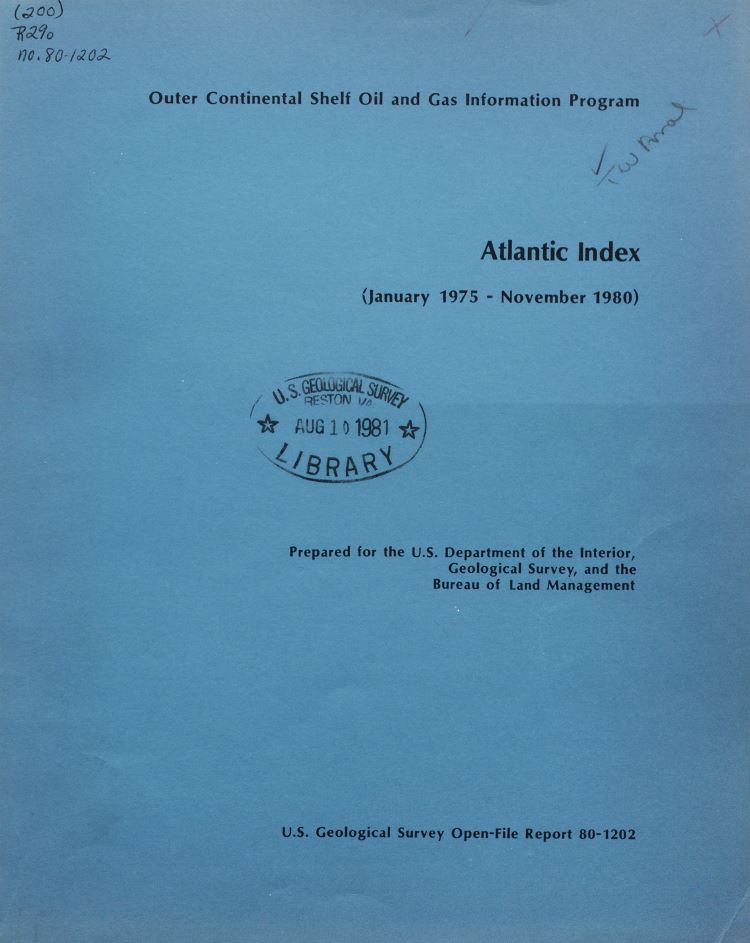 (200)
R290
no. 80-1202
Outer Continental Shelf Oil and Gas Information Program
Atlantic Index
(January 1975 - November 1980)
U.S. GEOLOGICAL SURVEY
RESTON VA.
AUG 10 1981
LIBRARY
Prepared for the U.S. Department of the Interior,
Geological Survey, and the
Bureau of Land Management
U.S. Geological Survey Open-File Report 80-1202